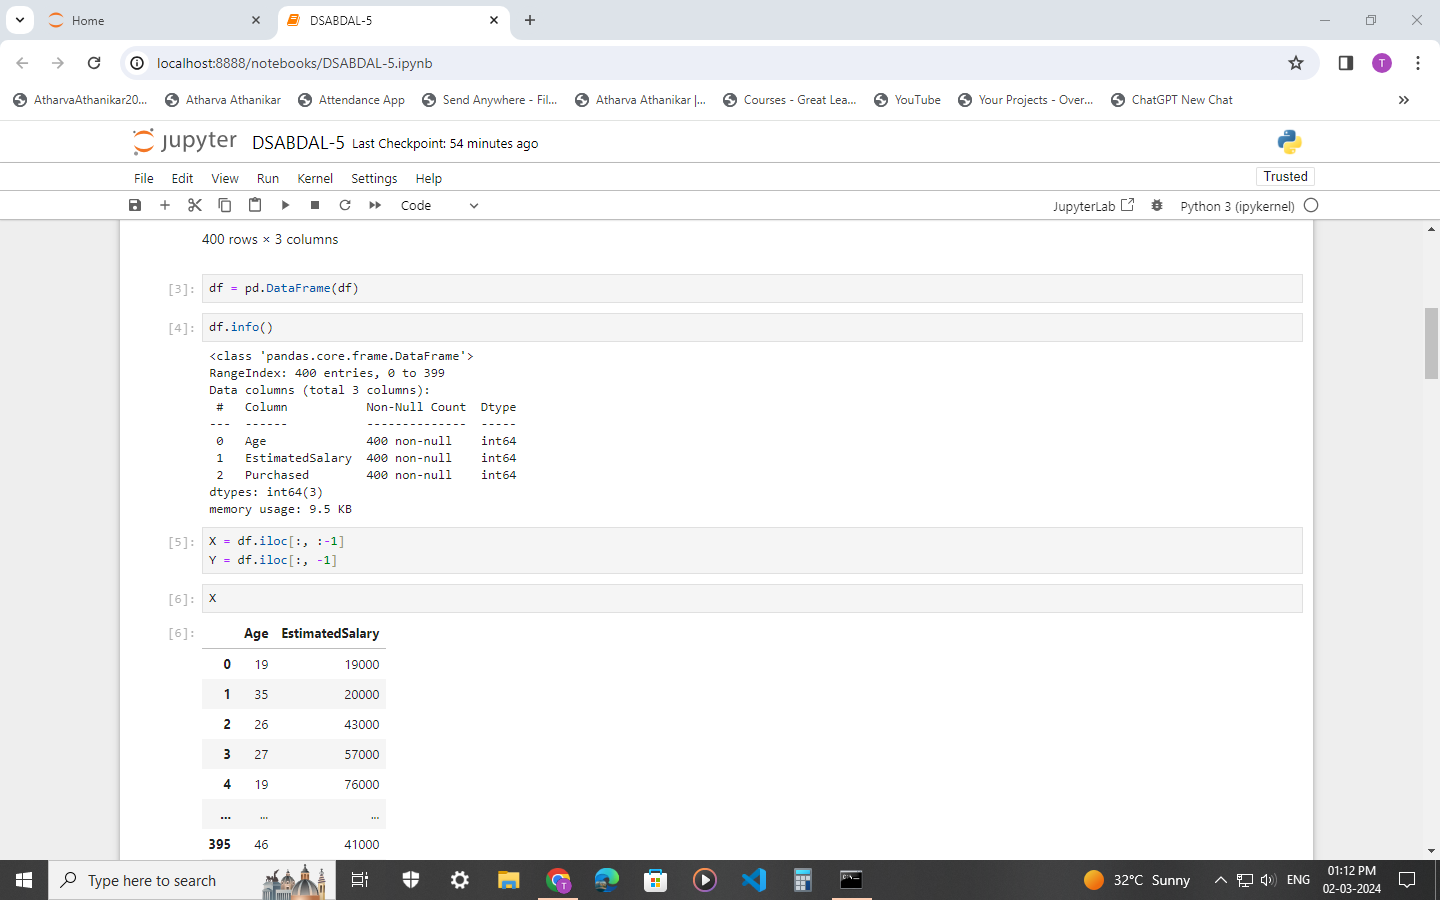 Home
DSABDAL-5
localhost:8888/notebooks/DSABDAL-5.ipynb
T
AtharvaAthanikar20...
Atharva Athanikar
Attendance App
Send Anywhere - Fil...
Atharva Athanikar |...
Courses - Great Lea...
YouTube
Your Projects - Over...
ChatGPT New Chat
jupyter DSABDAL-5 Last Checkpoint: 54 minutes ago
File Edit View Run Kernel Settings Help
Trusted
Code
JupyterLab
Python 3 (ipykernel)
400 rows × 3 columns
[3]: df = pd.DataFrame(df)
[4]: df.info()
<class 'pandas.core.frame.DataFrame'>
RangeIndex: 400 entries, 0 to 399
Data columns (total 3 columns):
# Column Non-Null Count Dtype
--- ------ -------------- -----
0 Age 400 non-null int64
1 EstimatedSalary 400 non-null int64
2 Purchased 400 non-null int64
dtypes: int64(3)
memory usage: 9.5 KB
[5]: X = df.iloc[:, :-1]
Y = df.iloc[:, -1]
[6]: X
[6]: Age EstimatedSalary
0 19 19000
1 35 20000
2 26 43000
3 27 57000
4 19 76000
... ... ...
395 46 41000
Type here to search
T
32°C Sunny
ENG
01:12 PM
02-03-2024